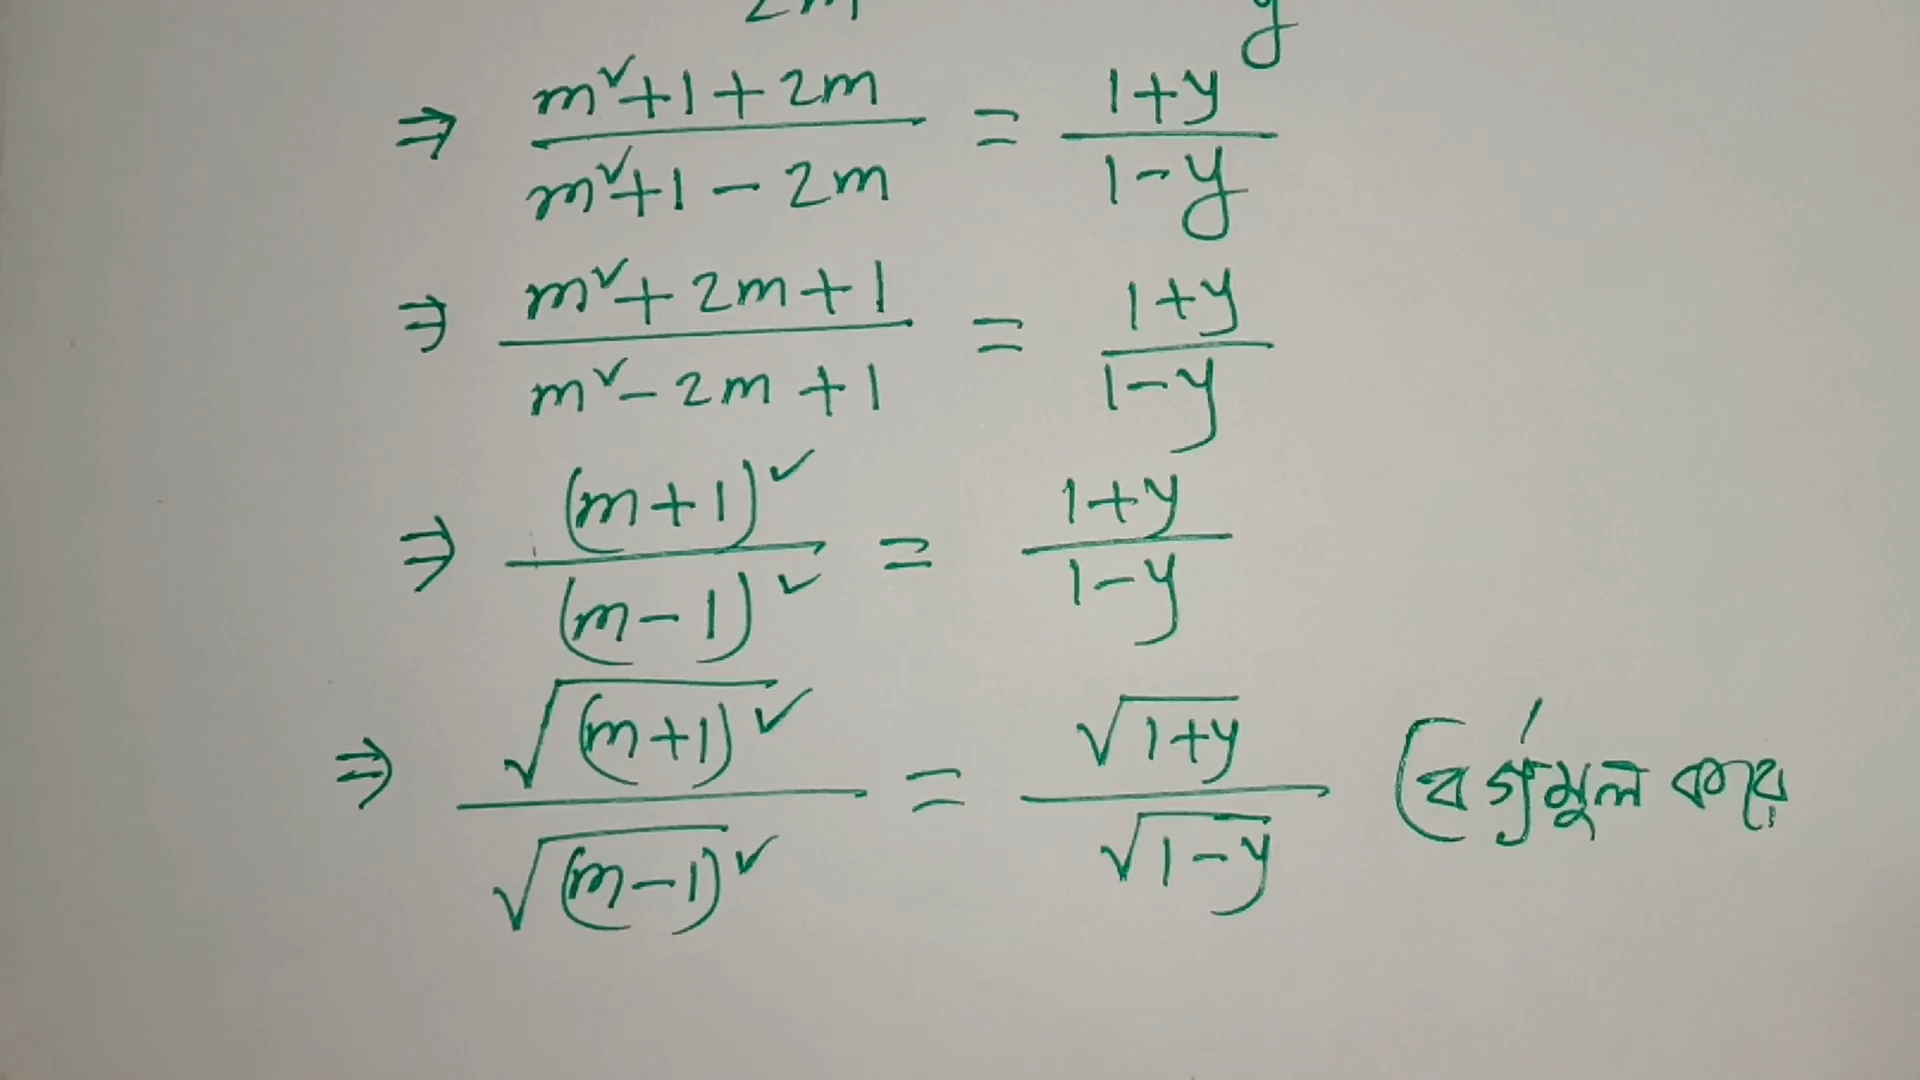 2m y
⇒ (m²+1+2m)/(m²+1-2m) = (1+y)/(1-y)
⇒ (m²+2m+1)/(m²-2m+1) = (1+y)/(1-y)
⇒ (m+1)²/(m-1)² = (1+y)/(1-y)
⇒ √(m+1)²/√(m-1)² = √1+y/√1-y (বর্গমূল করে